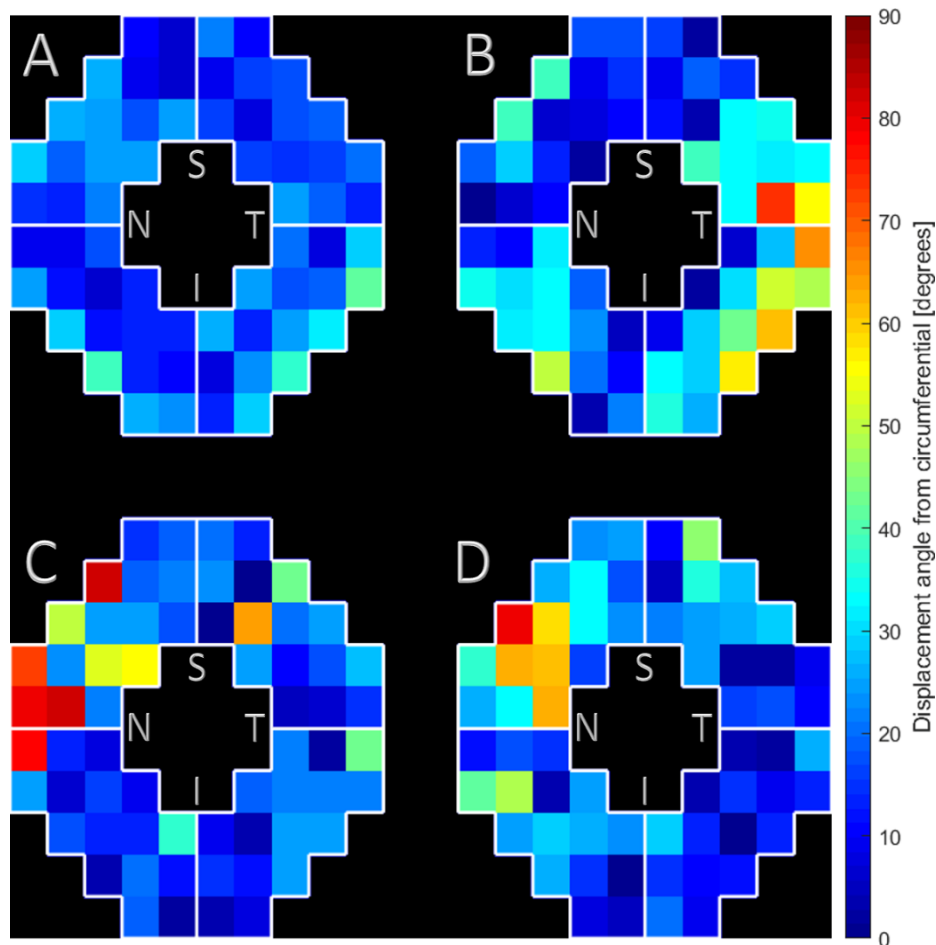 A
S
N T
I
B
S
N T
I
C
S
N T
I
D
S
N T
I
90
80
70
60
50
40
30
20
10
0
Displacement angle from circumferential [degrees]